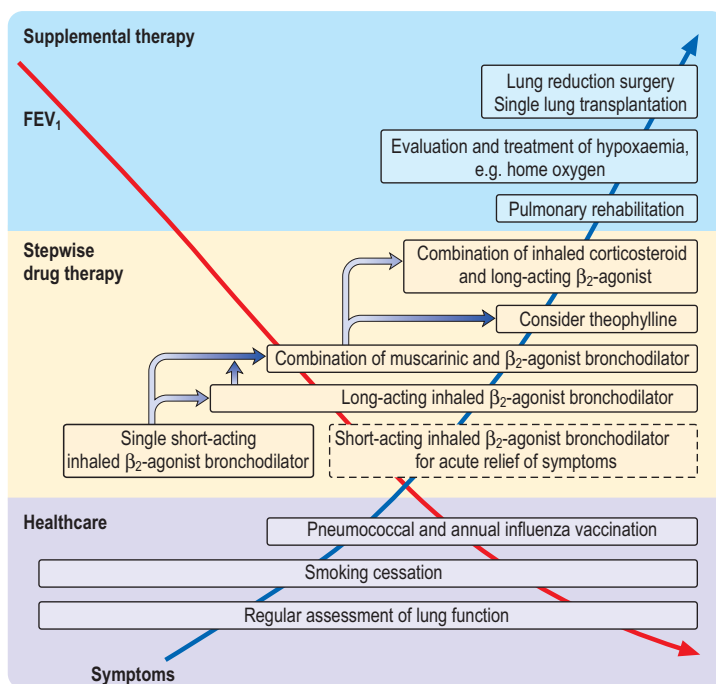 Supplemental therapy
FEV₁
Lung reduction surgery
Single lung transplantation
Evaluation and treatment of hypoxaemia,
e.g. home oxygen
Pulmonary rehabilitation
Stepwise
drug therapy
Combination of inhaled corticosteroid
and long-acting β₂-agonist
Consider theophylline
Combination of muscarinic and β₂-agonist bronchodilator
Long-acting inhaled β₂-agonist bronchodilator
Single short-acting
inhaled β₂-agonist bronchodilator
Short-acting inhaled β₂-agonist bronchodilator
for acute relief of symptoms
Healthcare
Pneumococcal and annual influenza vaccination
Smoking cessation
Regular assessment of lung function
Symptoms